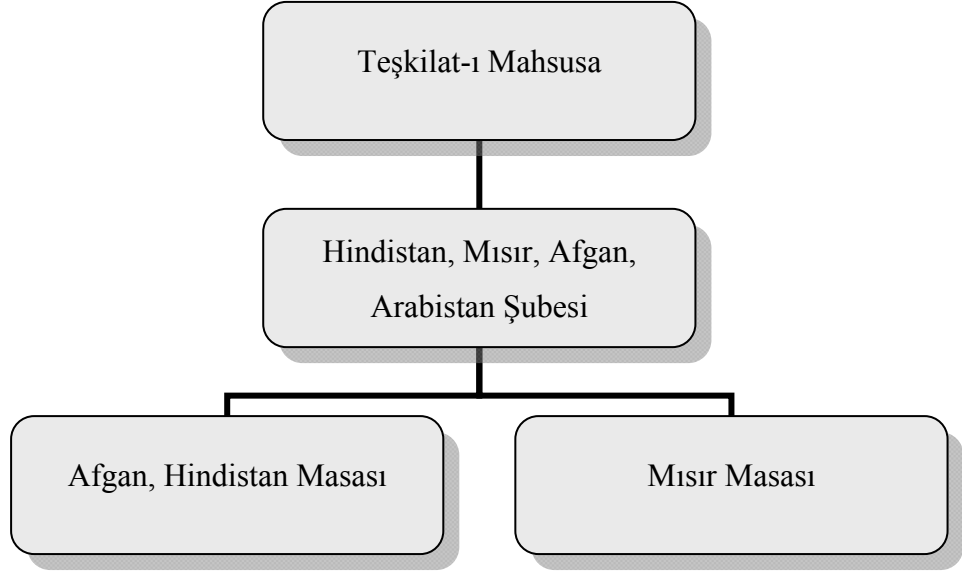 Teşkilat-ı Mahsusa
Hindistan, Mısır, Afgan,
Arabistan Şubesi
Afgan, Hindistan Masası
Mısır Masası